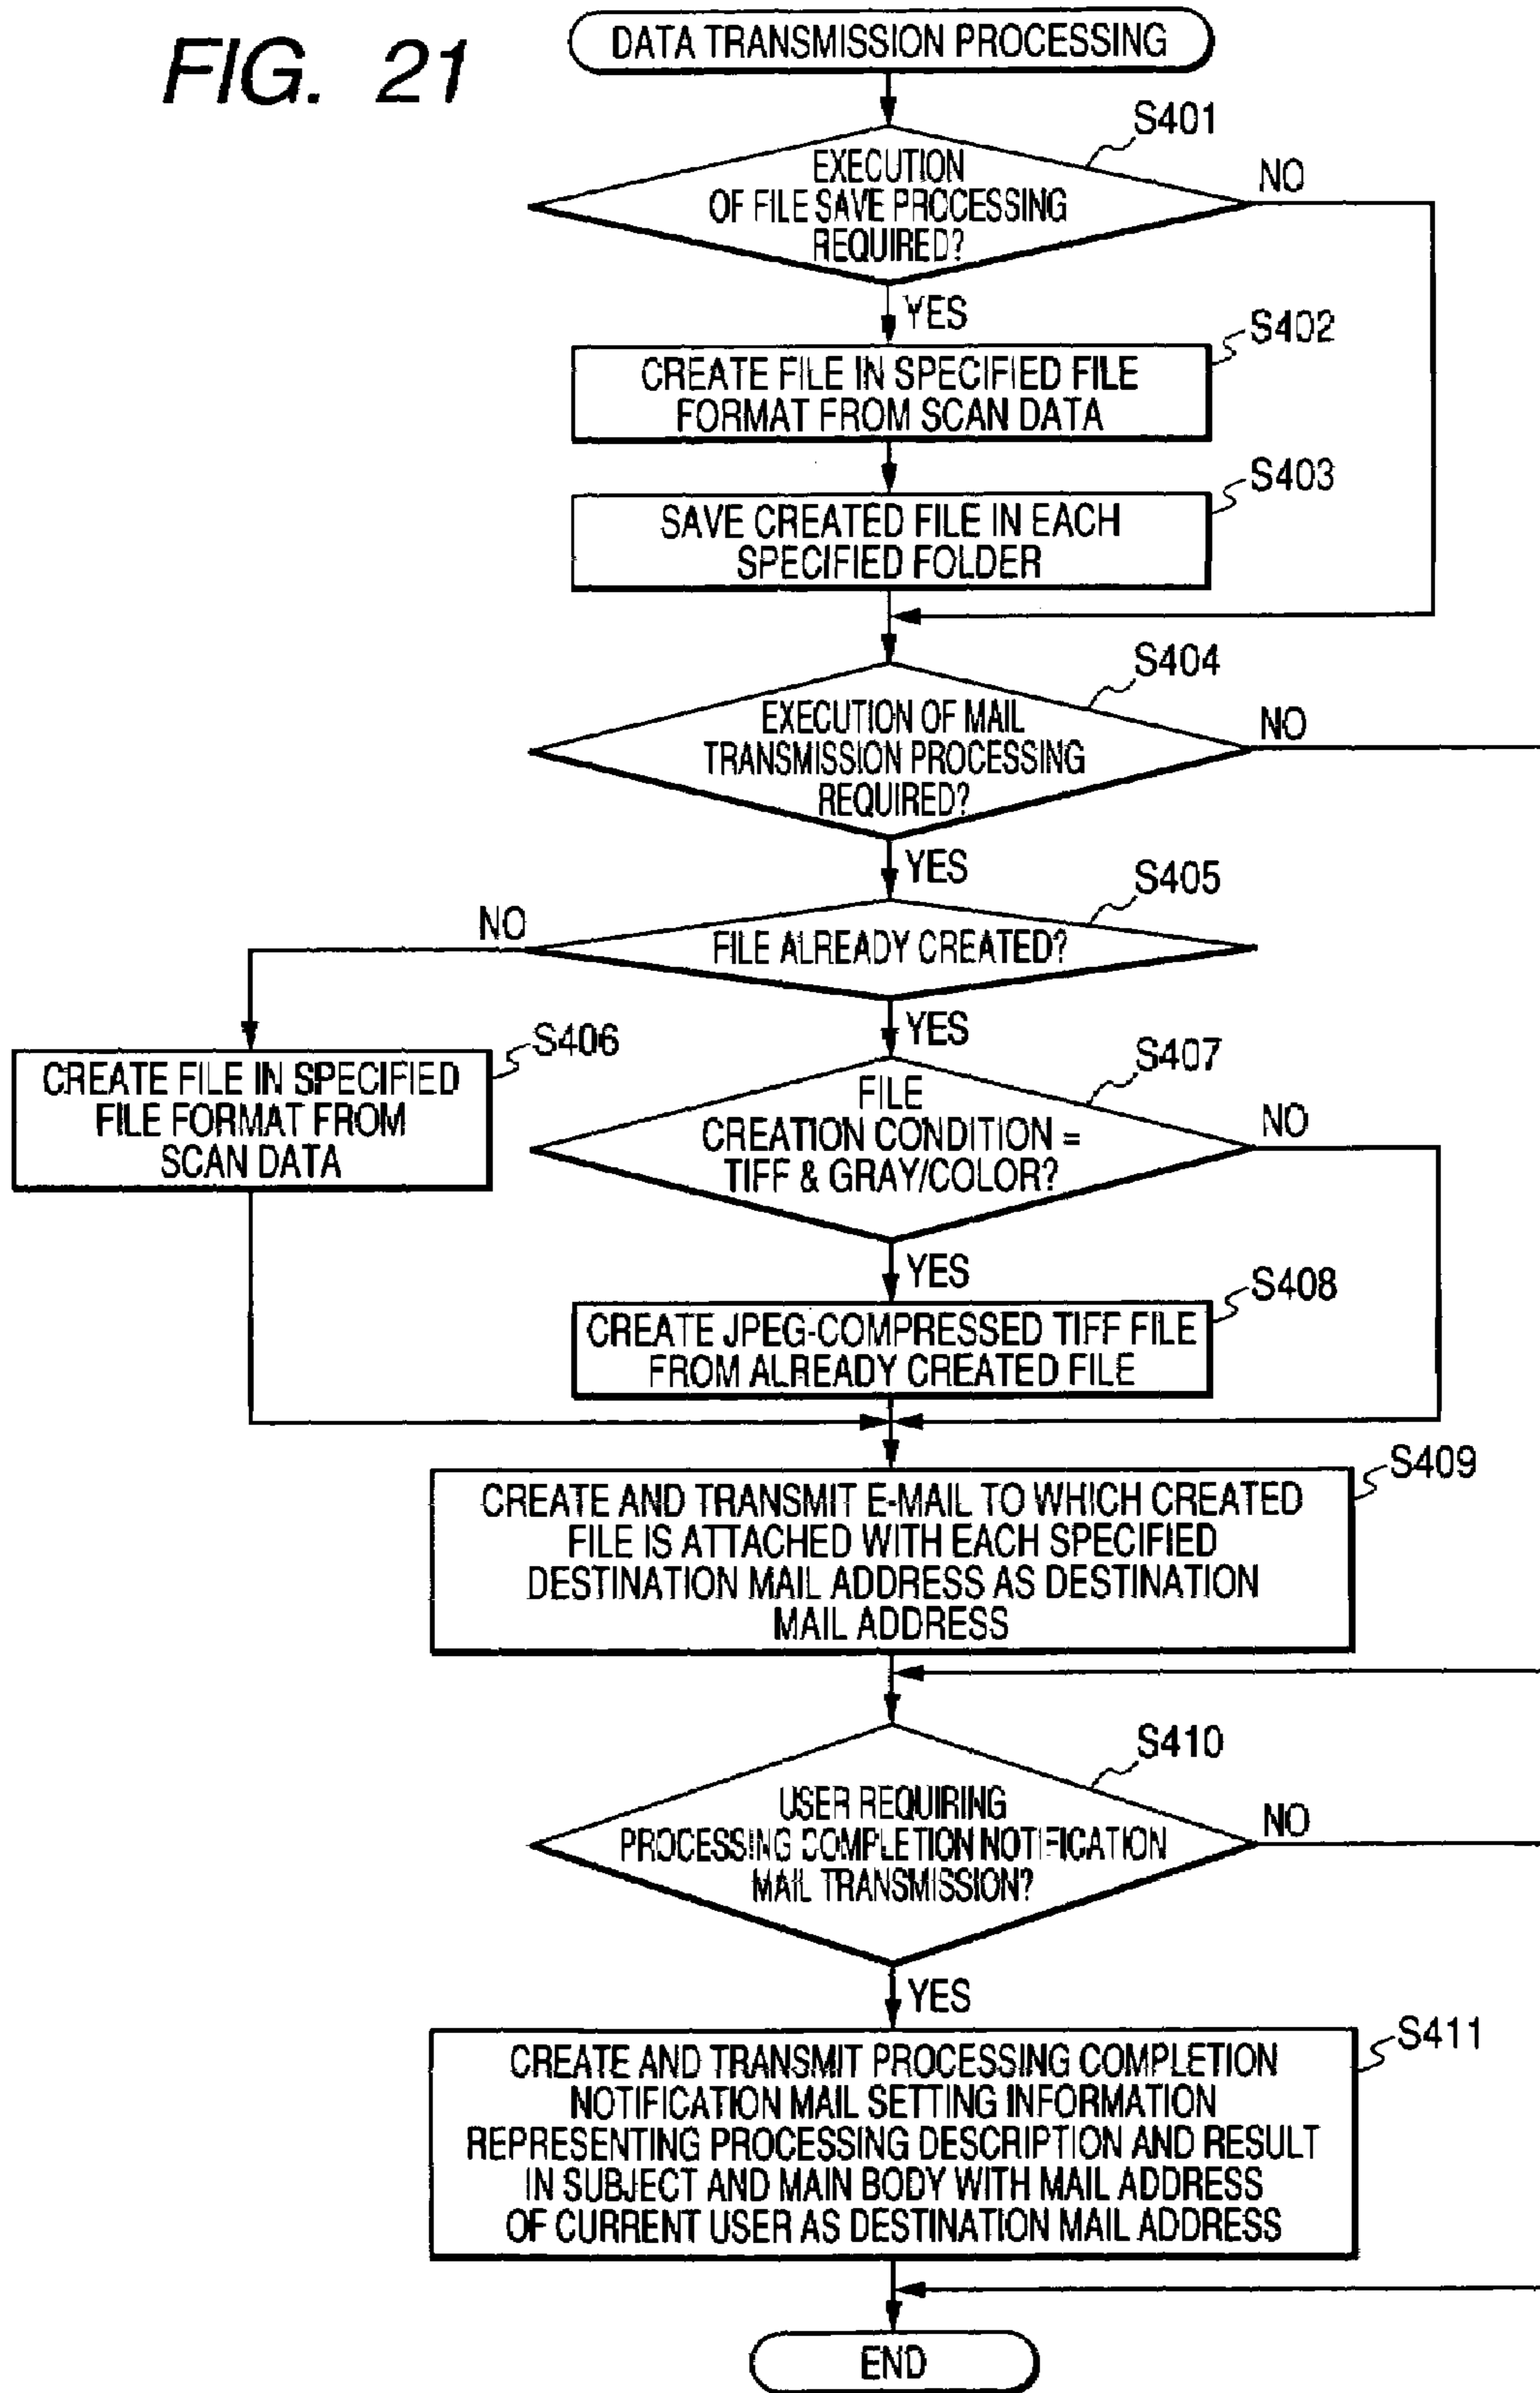 FIG. 21
DATA TRANSMISSION PROCESSING
S401
EXECUTION
OF FILE SAVE PROCESSING
REQUIRED?
NO
YES
S402
CREATE FILE IN SPECIFIED FILE
FORMAT FROM SCAN DATA
S403
SAVE CREATED FILE IN EACH
SPECIFIED FOLDER
S404
EXECUTION OF MAIL
TRANSMISSION PROCESSING
REQUIRED?
NO
YES
S405
NO
FILE ALREADY CREATED?
YES
S406
CREATE FILE IN SPECIFIED
FILE FORMAT FROM
SCAN DATA
S407
FILE
CREATION CONDITION =
TIFF & GRAY/COLOR?
NO
YES
S408
CREATE JPEG-COMPRESSED TIFF FILE
FROM ALREADY CREATED FILE
S409
CREATE AND TRANSMIT E-MAIL TO WHICH CREATED
FILE IS ATTACHED WITH EACH SPECIFIED
DESTINATION MAIL ADDRESS AS DESTINATION
MAIL ADDRESS
S410
USER REQUIRING
PROCESSING COMPLETION NOTIFICATION
MAIL TRANSMISSION?
NO
YES
S411
CREATE AND TRANSMIT PROCESSING COMPLETION
NOTIFICATION MAIL SETTING INFORMATION
REPRESENTING PROCESSING DESCRIPTION AND RESULT
IN SUBJECT AND MAIN BODY WITH MAIL ADDRESS
OF CURRENT USER AS DESTINATION MAIL ADDRESS
END